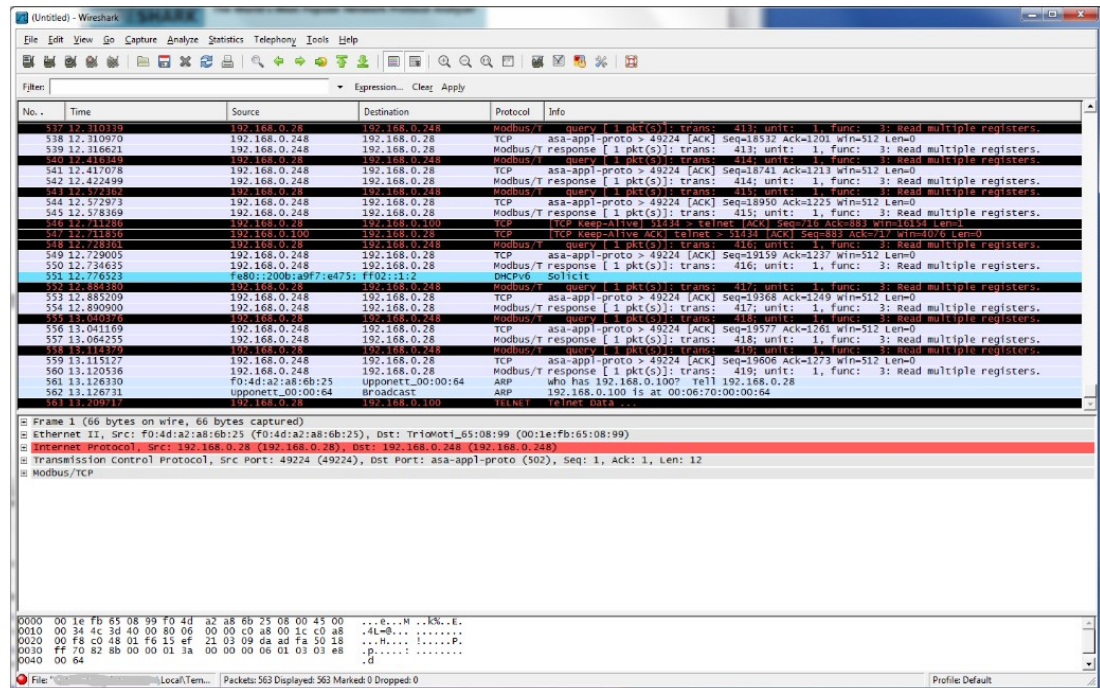 (Untitled) - Wireshark
File Edit View Go Capture Analyze Statistics Telephony Tools Help
Filter: Expression... Clear Apply
No. . Time Source Destination Protocol Info
537 12.310339 192.168.0.28 192.168.0.248 Modbus/T query [ 1 pkt(s)]: trans: 413; unit: 1, func: 3: Read multiple registers.
538 12.310970 192.168.0.248 192.168.0.28 TCP asa-appl-proto > 49224 [ACK] Seq=18532 Ack=1201 Win=512 Len=0
539 12.316621 192.168.0.248 192.168.0.28 Modbus/T response [ 1 pkt(s)]: trans: 413; unit: 1, func: 3: Read multiple registers.
540 12.416349 192.168.0.28 192.168.0.248 Modbus/T query [ 1 pkt(s)]: trans: 414; unit: 1, func: 3: Read multiple registers.
541 12.417078 192.168.0.248 192.168.0.28 TCP asa-appl-proto > 49224 [ACK] Seq=18741 Ack=1213 Win=512 Len=0
542 12.422499 192.168.0.248 192.168.0.28 Modbus/T response [ 1 pkt(s)]: trans: 414; unit: 1, func: 3: Read multiple registers.
543 12.572362 192.168.0.28 192.168.0.248 Modbus/T query [ 1 pkt(s)]: trans: 415; unit: 1, func: 3: Read multiple registers.
544 12.572973 192.168.0.248 192.168.0.28 TCP asa-appl-proto > 49224 [ACK] Seq=18950 Ack=1225 Win=512 Len=0
545 12.578369 192.168.0.248 192.168.0.28 Modbus/T response [ 1 pkt(s)]: trans: 415; unit: 1, func: 3: Read multiple registers.
546 12.711286 192.168.0.28 192.168.0.100 TCP [TCP Keep-Alive] 51434 > telnet [ACK] Seq=716 Ack=883 Win=16154 Len=1
547 12.711856 192.168.0.100 192.168.0.28 TCP [TCP Keep-Alive ACK] telnet > 51434 [ACK] Seq=883 Ack=717 Win=4076 Len=0
548 12.728361 192.168.0.28 192.168.0.248 Modbus/T query [ 1 pkt(s)]: trans: 416; unit: 1, func: 3: Read multiple registers.
549 12.729005 192.168.0.248 192.168.0.28 TCP asa-appl-proto > 49224 [ACK] Seq=19159 Ack=1237 Win=512 Len=0
550 12.734635 192.168.0.248 192.168.0.28 Modbus/T response [ 1 pkt(s)]: trans: 416; unit: 1, func: 3: Read multiple registers.
551 12.776523 fe80::200b:a9f7:e475: ff02::1:2 DHCPv6 Solicit
552 12.884380 192.168.0.28 192.168.0.248 Modbus/T query [ 1 pkt(s)]: trans: 417; unit: 1, func: 3: Read multiple registers.
553 12.885209 192.168.0.248 192.168.0.28 TCP asa-appl-proto > 49224 [ACK] Seq=19368 Ack=1249 Win=512 Len=0
554 12.890900 192.168.0.248 192.168.0.28 Modbus/T response [ 1 pkt(s)]: trans: 417; unit: 1, func: 3: Read multiple registers.
555 13.040376 192.168.0.28 192.168.0.248 Modbus/T query [ 1 pkt(s)]: trans: 418; unit: 1, func: 3: Read multiple registers.
556 13.041169 192.168.0.248 192.168.0.28 TCP asa-appl-proto > 49224 [ACK] Seq=19577 Ack=1261 Win=512 Len=0
557 13.064255 192.168.0.248 192.168.0.28 Modbus/T response [ 1 pkt(s)]: trans: 418; unit: 1, func: 3: Read multiple registers.
558 13.114379 192.168.0.28 192.168.0.248 Modbus/T query [ 1 pkt(s)]: trans: 419; unit: 1, func: 3: Read multiple registers.
559 13.115127 192.168.0.248 192.168.0.28 TCP asa-appl-proto > 49224 [ACK] Seq=19606 Ack=1273 Win=512 Len=0
560 13.120536 192.168.0.248 192.168.0.28 Modbus/T response [ 1 pkt(s)]: trans: 419; unit: 1, func: 3: Read multiple registers.
561 13.126330 f0:4d:a2:a8:6b:25 Upponett_00:00:64 ARP Who has 192.168.0.100? Tell 192.168.0.28
562 13.126731 Upponett_00:00:64 Broadcast ARP 192.168.0.100 is at 00:06:70:00:00:64
563 13.209717 192.168.0.28 192.168.0.100 TELNET Telnet Data ...
Frame 1 (66 bytes on wire, 66 bytes captured)
Ethernet II, Src: f0:4d:a2:a8:6b:25 (f0:4d:a2:a8:6b:25), Dst: TrioMoti_65:08:99 (00:1e:fb:65:08:99)
Internet Protocol, Src: 192.168.0.28 (192.168.0.28), Dst: 192.168.0.248 (192.168.0.248)
Transmission Control Protocol, Src Port: 49224 (49224), Dst Port: asa-appl-proto (502), Seq: 1, Ack: 1, Len: 12
Modbus/TCP
0000 00 1e fb 65 08 99 f0 4d a2 a8 6b 25 08 00 45 00 ...e...M ..k%..E.
0010 00 34 4c 3d 40 00 80 06 00 00 c0 a8 00 1c c0 a8 .4L=@... ........
0020 00 f8 c0 48 01 f6 15 ef 21 03 09 da ad fa 50 18 ...H.... !.....P.
0030 ff 70 82 8b 00 00 01 3a 00 00 00 06 01 03 03 e8 .p.....: ........
0040 00 64 .d
File: " Local\Tem... Packets: 563 Displayed: 563 Marked: 0 Dropped: 0 Profile: Default